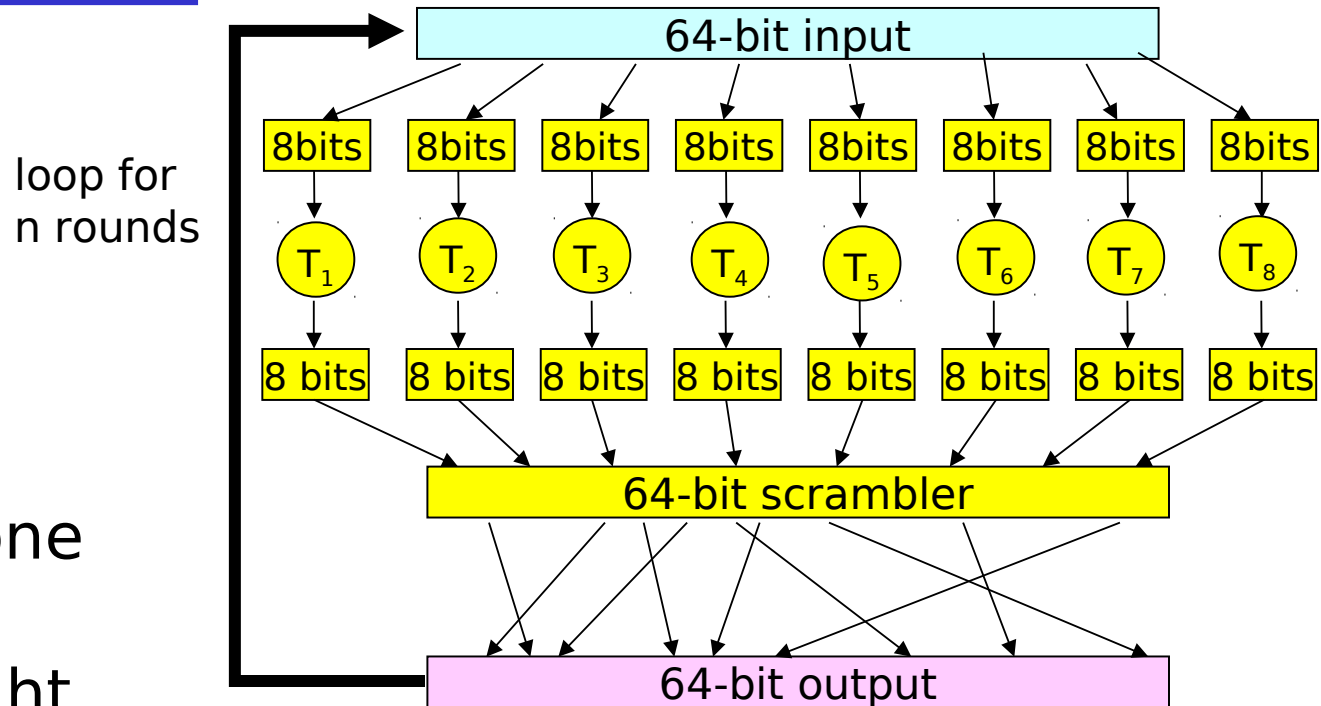 64-bit input
8bits 8bits 8bits 8bits 8bits 8bits 8bits 8bits
loop for
n rounds
T1 T2 T3 T4 T5 T6 T7 T8
8 bits 8 bits 8 bits 8 bits 8 bits 8 bits 8 bits 8 bits
64-bit scrambler
64-bit output